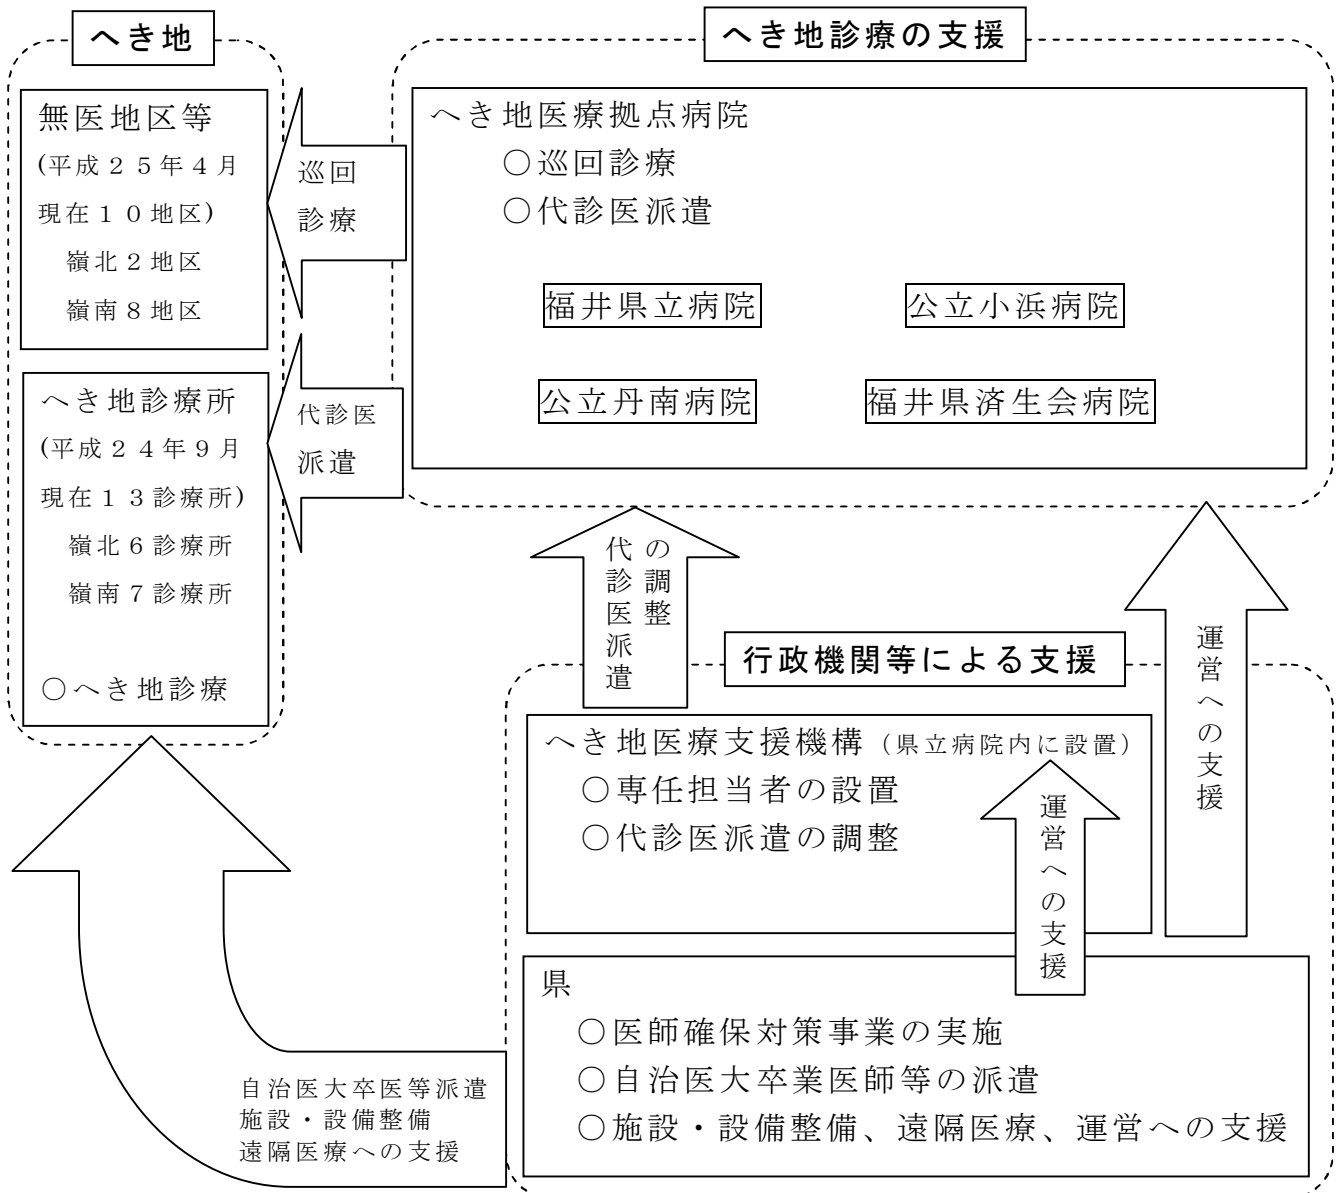 へき地
無医地区等
(平成２５年４月
現在１０地区)
嶺北２地区
嶺南８地区
へき地診療所
(平成２４年９月
現在１３診療所)
嶺北６診療所
嶺南７診療所
○へき地診療
巡回
診療
代診医
派遣
へき地診療の支援
へき地医療拠点病院
○巡回診療
○代診医派遣
福井県立病院
公立小浜病院
公立丹南病院
福井県済生会病院
代診医派遣
の調整
運営への支援
行政機関等による支援
へき地医療支援機構（県立病院内に設置）
○専任担当者の設置
○代診医派遣の調整
運営への支援
県
○医師確保対策事業の実施
○自治医大卒業医師等の派遣
○施設・設備整備、遠隔医療、運営への支援
自治医大卒医等派遣
施設・設備整備
遠隔医療への支援